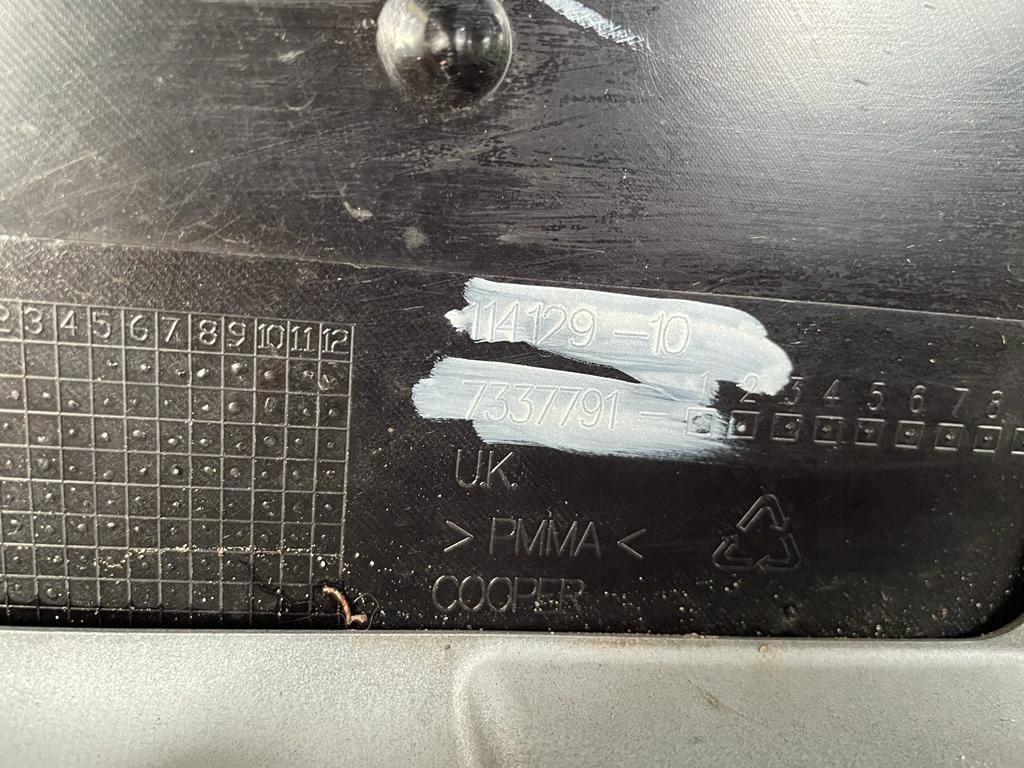 2 3 4 5 6 7 8 9 10 11 12
114129-10
7337791- 1 2 3 4 5 6 7 8
U.K.
> PMMA <
COOPER